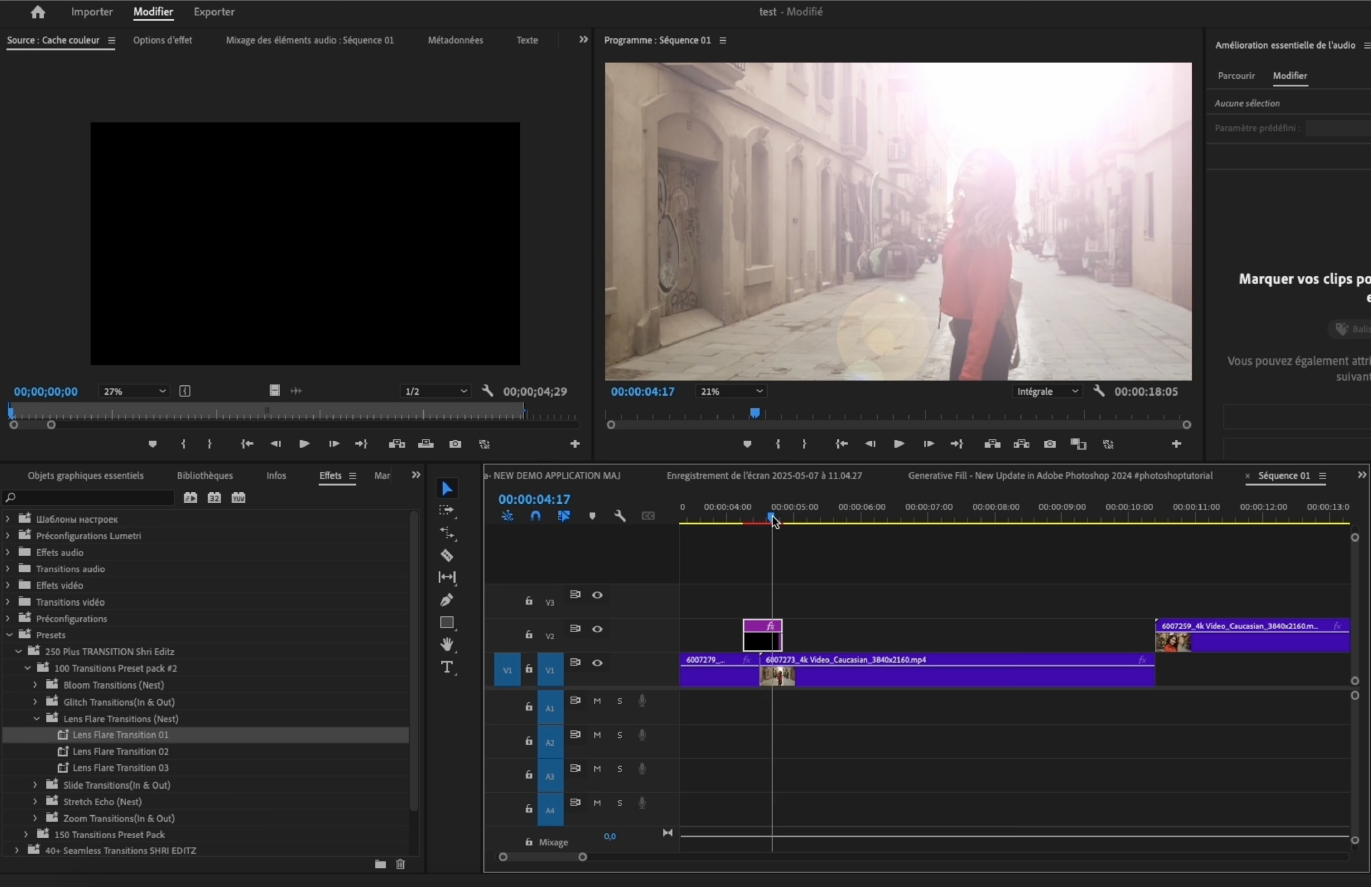 Importer Modifier Exporter test - Modifié
Source : Cache couleur Options d'effet Mixage des éléments audio : Séquence 01 Métadonnées Texte
Programme : Séquence 01
Amélioration essentielle de l'audio
Parcourir Modifier
Aucune sélection
Paramètre prédéfini :
Marquer vos clips po
e
Balis
Vous pouvez également attri
suivant
00;00;00;00 27% 1/2 00;00;04;29
00:00:04:17 21% Intégrale 00:00:18:05
Objets graphiques essentiels Bibliothèques Infos Effets Mar
32 YUV
Шаблоны настроек
Préconfigurations Lumetri
Effets audio
Transitions audio
Effets vidéo
Transitions vidéo
Préconfigurations
Presets
250 Plus TRANSITION Shri Editz
100 Transitions Preset pack #2
Bloom Transitions (Nest)
Glitch Transitions(In & Out)
Lens Flare Transitions (Nest)
Lens Flare Transition 01
Lens Flare Transition 02
Lens Flare Transition 03
Slide Transitions(In & Out)
Stretch Echo (Nest)
Zoom Transitions(In & Out)
150 Transitions Preset Pack
40+ Seamless Transitions SHRI EDITZ
T
a- NEW DEMO APPLICATION MAJ Enregistrement de l'écran 2025-05-07 à 11.04.27 Generative Fill - New Update in Adobe Photoshop 2024 #photoshoptutorial × Séquence 01
00:00:04:17
CC
0 00:00:04:00 00:00:05:00 00:00:06:00 00:00:07:00 00:00:08:00 00:00:09:00 00:00:10:00 00:00:11:00 00:00:12:00 00:00:13:0
V3
V2 fx 6007259_4k Video_Caucasian_3840x2160.m... fx
V1 V1 6007279_... fx 6007273_4k Video_Caucasian_3840x2160.mp4 fx
A1 M S
A2 M S
A3 M S
A4 M S
Mixage 0,0